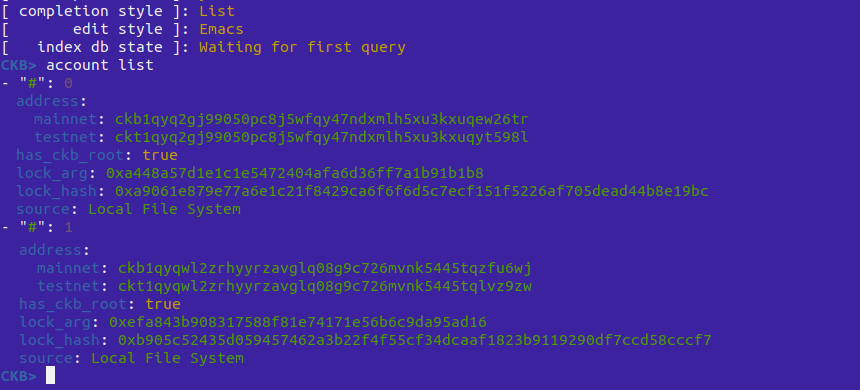 [ completion style ]: List
[       edit style ]: Emacs
[   index db state ]: Waiting for first query
CKB> account list
- "#": 0
  address:
    mainnet: ckb1qyq2gj99050pc8j5wfqy47ndxmlh5xu3kxuqew26tr
    testnet: ckt1qyq2gj99050pc8j5wfqy47ndxmlh5xu3kxuqyt598l
  has_ckb_root: true
  lock_arg: 0xa448a57d1e1c1e5472404afa6d36ff7a1b91b1b8
  lock_hash: 0xa9061e879e77a6e1c21f8429ca6f6f6d5c7ecf151f5226af705dead44b8e19bc
  source: Local File System
- "#": 1
  address:
    mainnet: ckb1qyqwl2zrhyyrzavglq08g9c726mvnk5445tqzfu6wj
    testnet: ckt1qyqwl2zrhyyrzavglq08g9c726mvnk5445tqlvz9zw
  has_ckb_root: true
  lock_arg: 0xefa843b908317588f81e74171e56b6c9da95ad16
  lock_hash: 0xb905c52435d059457462a3b22f4f55cf34dcaaf1823b9119290df7ccd58cccf7
  source: Local File System
CKB>